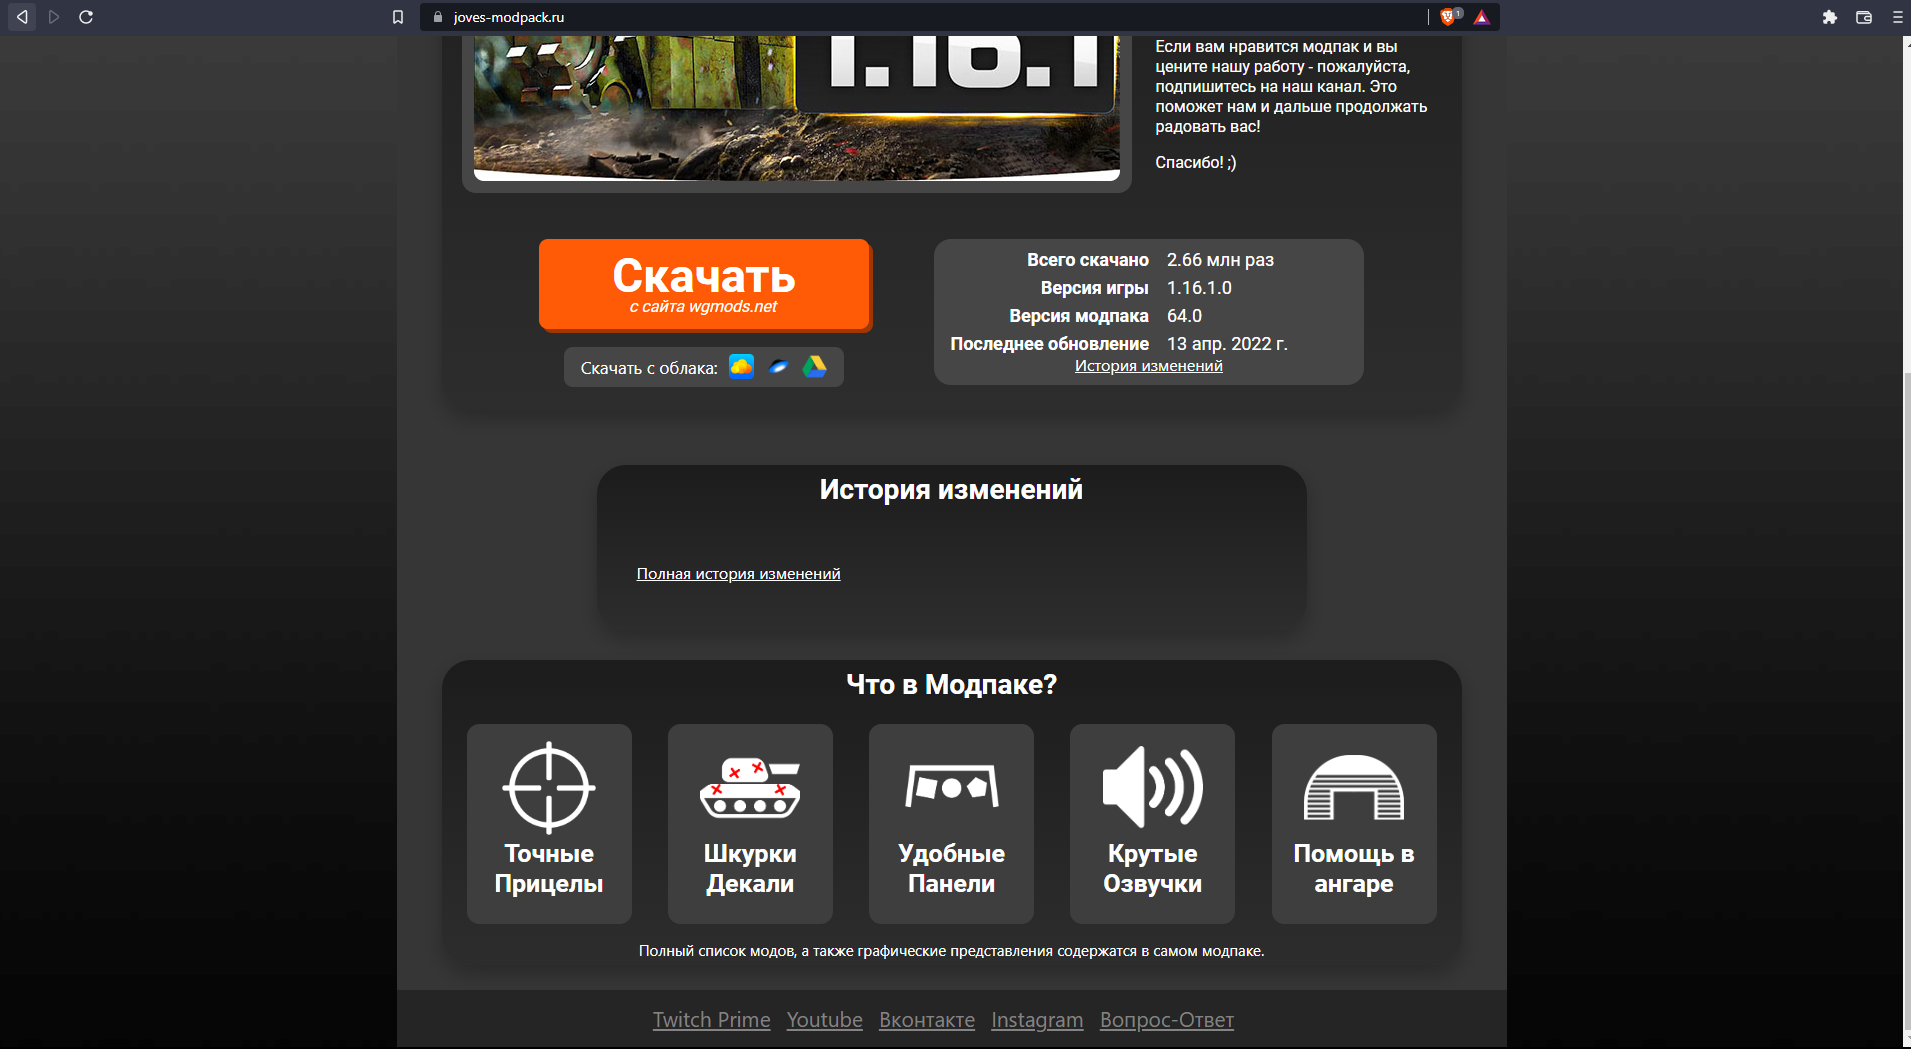 joves-modpack.ru
1
1.16.1
Если вам нравится модпак и вы
цените нашу работу - пожалуйста,
подпишитесь на наш канал. Это
поможет нам и дальше продолжать
радовать вас!
Спасибо! ;)
Скачать
с сайта wgmods.net
Скачать с облака:
Всего скачано 2.66 млн раз
Версия игры 1.16.1.0
Версия модпака 64.0
Последнее обновление 13 апр. 2022 г.
История изменений
История изменений
Полная история изменений
Что в Модпаке?
Точные
Прицелы
Шкурки
Декали
Удобные
Панели
Крутые
Озвучки
Помощь в
ангаре
Полный список модов, а также графические представления содержатся в самом модпаке.
Twitch Prime Youtube Вконтакте Instagram Вопрос-Ответ